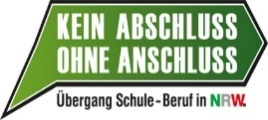 KEIN ABSCHLUSS
OHNE ANSCHLUSS
Übergang Schule-Beruf in NRW.